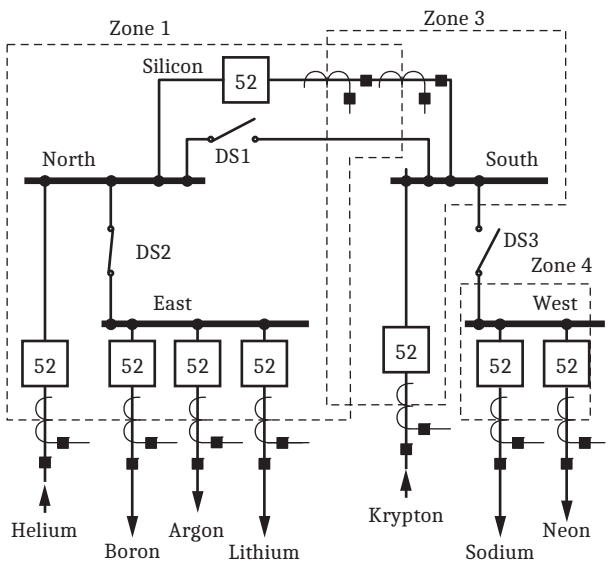 Zone 1
Zone 3
Silicon
52
DS1
North
South
DS2
DS3
Zone 4
East
West
52
52
52
52
52
52
52
Helium
Boron
Argon
Lithium
Krypton
Sodium
Neon